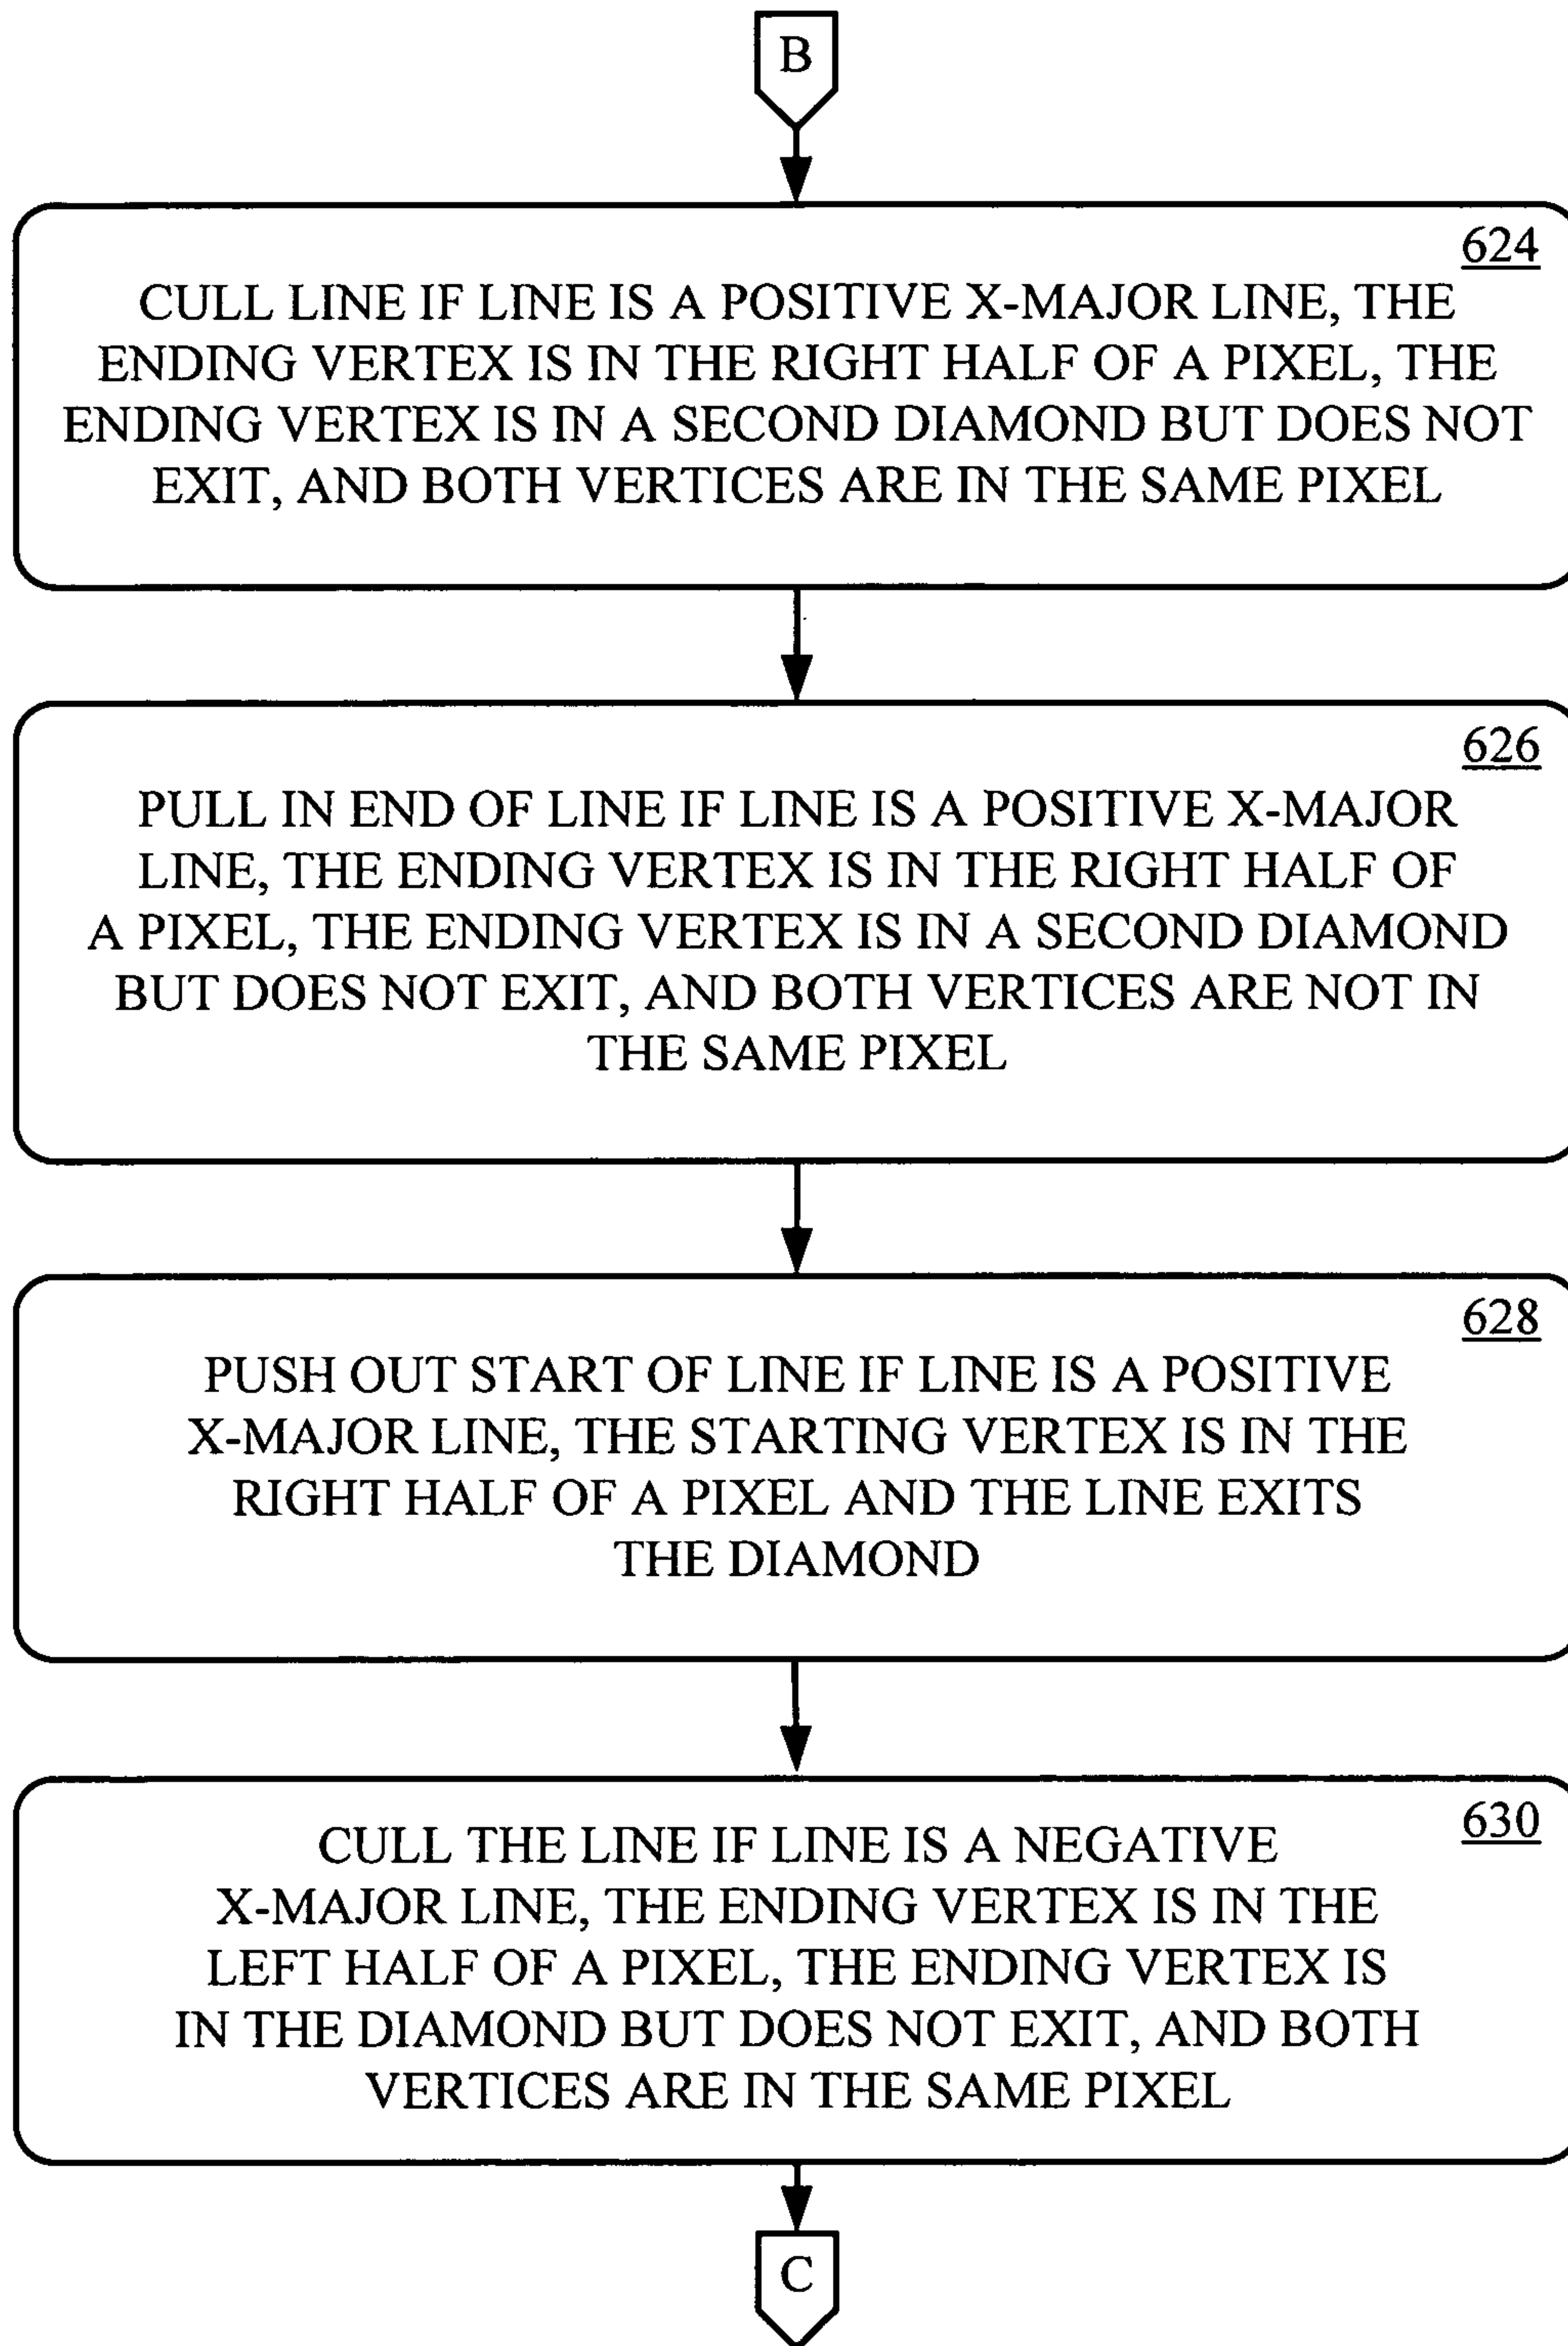 B
624
CULL LINE IF LINE IS A POSITIVE X-MAJOR LINE, THE
ENDING VERTEX IS IN THE RIGHT HALF OF A PIXEL, THE
ENDING VERTEX IS IN A SECOND DIAMOND BUT DOES NOT
EXIT, AND BOTH VERTICES ARE IN THE SAME PIXEL
626
PULL IN END OF LINE IF LINE IS A POSITIVE X-MAJOR
LINE, THE ENDING VERTEX IS IN THE RIGHT HALF OF
A PIXEL, THE ENDING VERTEX IS IN A SECOND DIAMOND
BUT DOES NOT EXIT, AND BOTH VERTICES ARE NOT IN
THE SAME PIXEL
628
PUSH OUT START OF LINE IF LINE IS A POSITIVE
X-MAJOR LINE, THE STARTING VERTEX IS IN THE
RIGHT HALF OF A PIXEL AND THE LINE EXITS
THE DIAMOND
630
CULL THE LINE IF LINE IS A NEGATIVE
X-MAJOR LINE, THE ENDING VERTEX IS IN THE
LEFT HALF OF A PIXEL, THE ENDING VERTEX IS
IN THE DIAMOND BUT DOES NOT EXIT, AND BOTH
VERTICES ARE IN THE SAME PIXEL
C